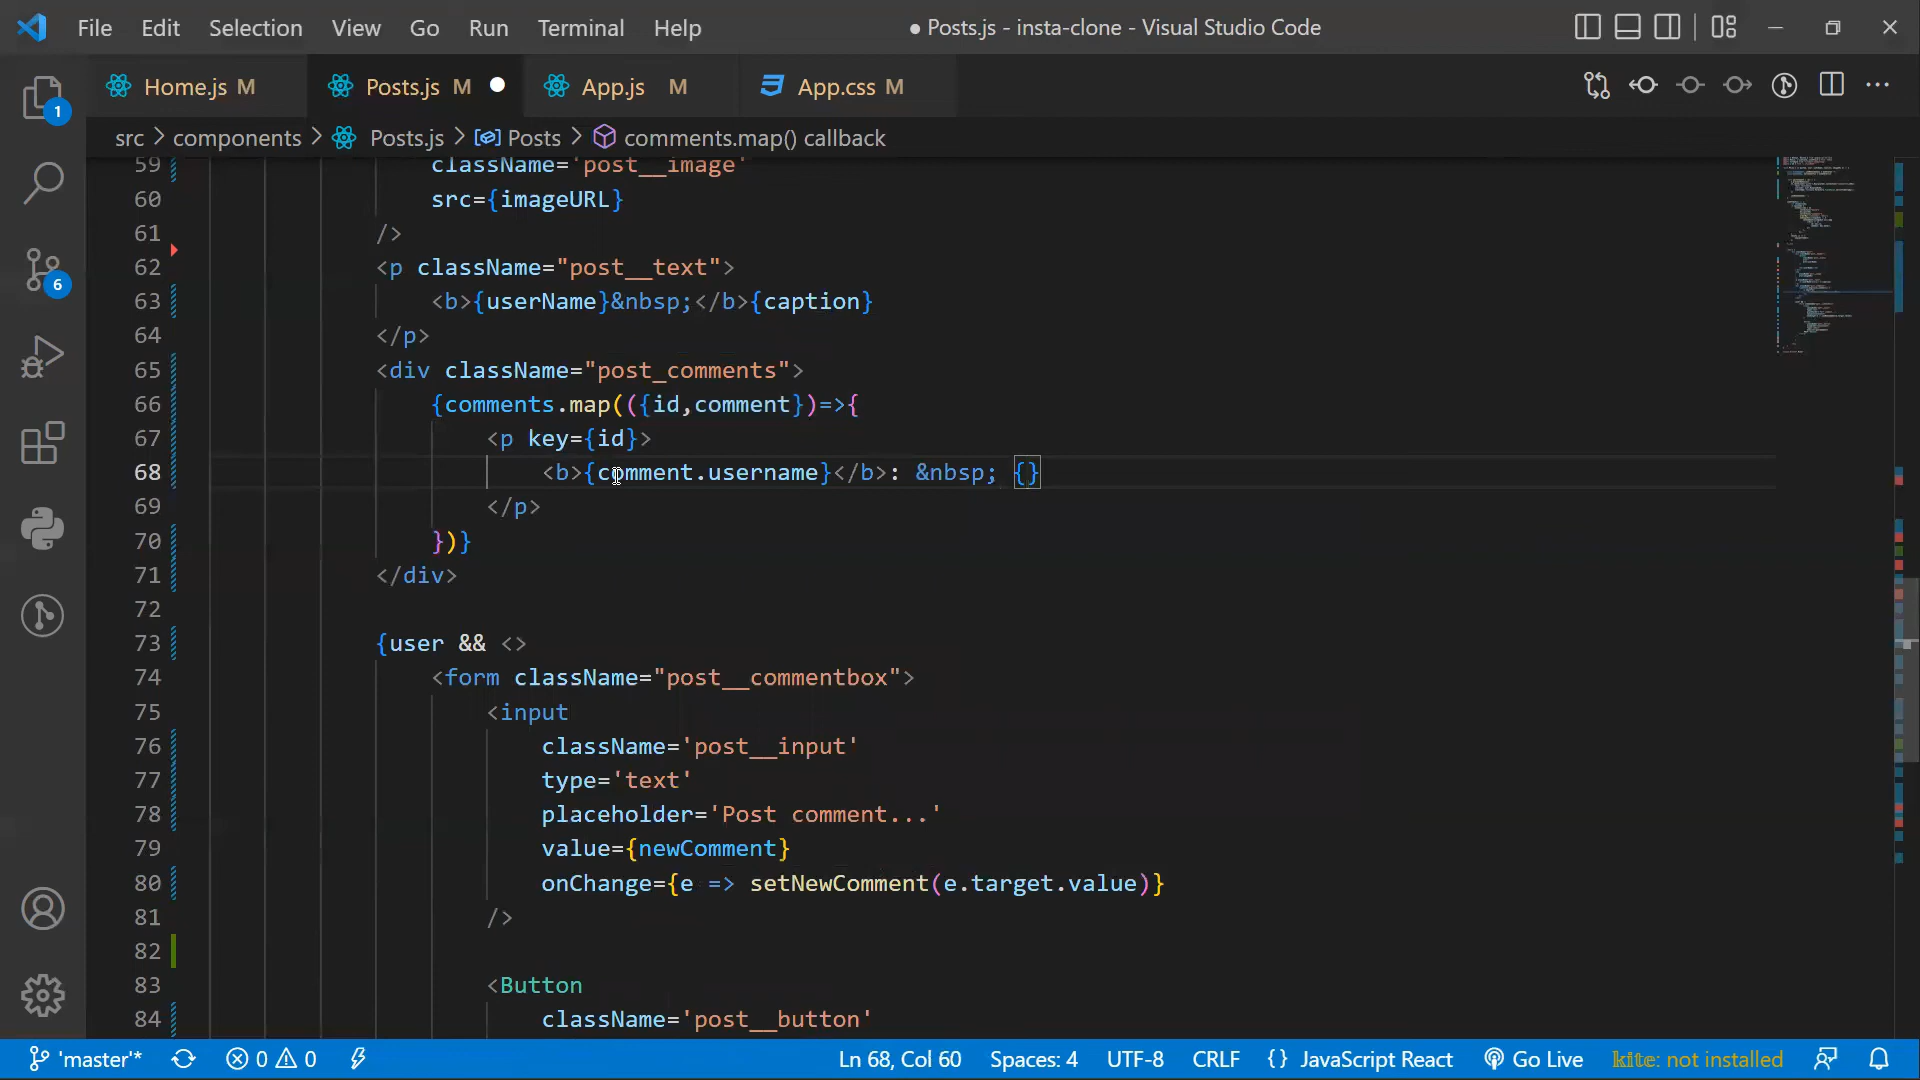 File Edit Selection View Go Run Terminal Help
● Posts.js - insta-clone - Visual Studio Code
Home.js M
Posts.js M
App.js M
App.css M
src > components > Posts.js > Posts > comments.map() callback
59 className='post__image'
60 src={imageURL}
61 />
62 <p className="post__text">
63 <b>{userName}&nbsp;</b>{caption}
64 </p>
65 <div className="post_comments">
66 {comments.map(({id,comment})=>{
67 <p key={id}>
68 <b>{comment.username}</b>: &nbsp; {}
69 </p>
70 })}
71 </div>
72
73 {user && <>
74 <form className="post__commentbox">
75 <input
76 className='post__input'
77 type='text'
78 placeholder='Post comment...'
79 value={newComment}
80 onChange={e => setNewComment(e.target.value)}
81 />
82
83 <Button
84 className='post__button'
1
6
'master'* 0 0 Ln 68, Col 60 Spaces: 4 UTF-8 CRLF {} JavaScript React Go Live kite: not installed